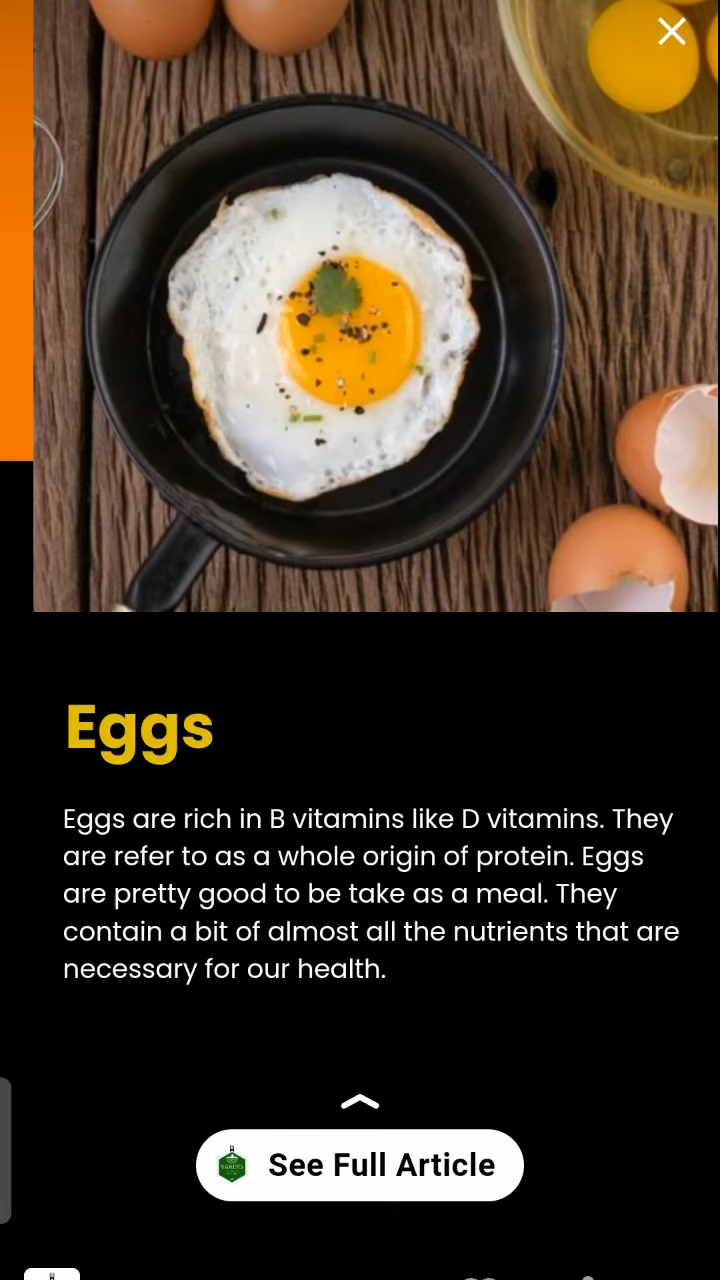 Eggs
Eggs are rich in B vitamins like D vitamins. They
are refer to as a whole origin of protein. Eggs
are pretty good to be take as a meal. They
contain a bit of almost all the nutrients that are
necessary for our health.
See Full Article